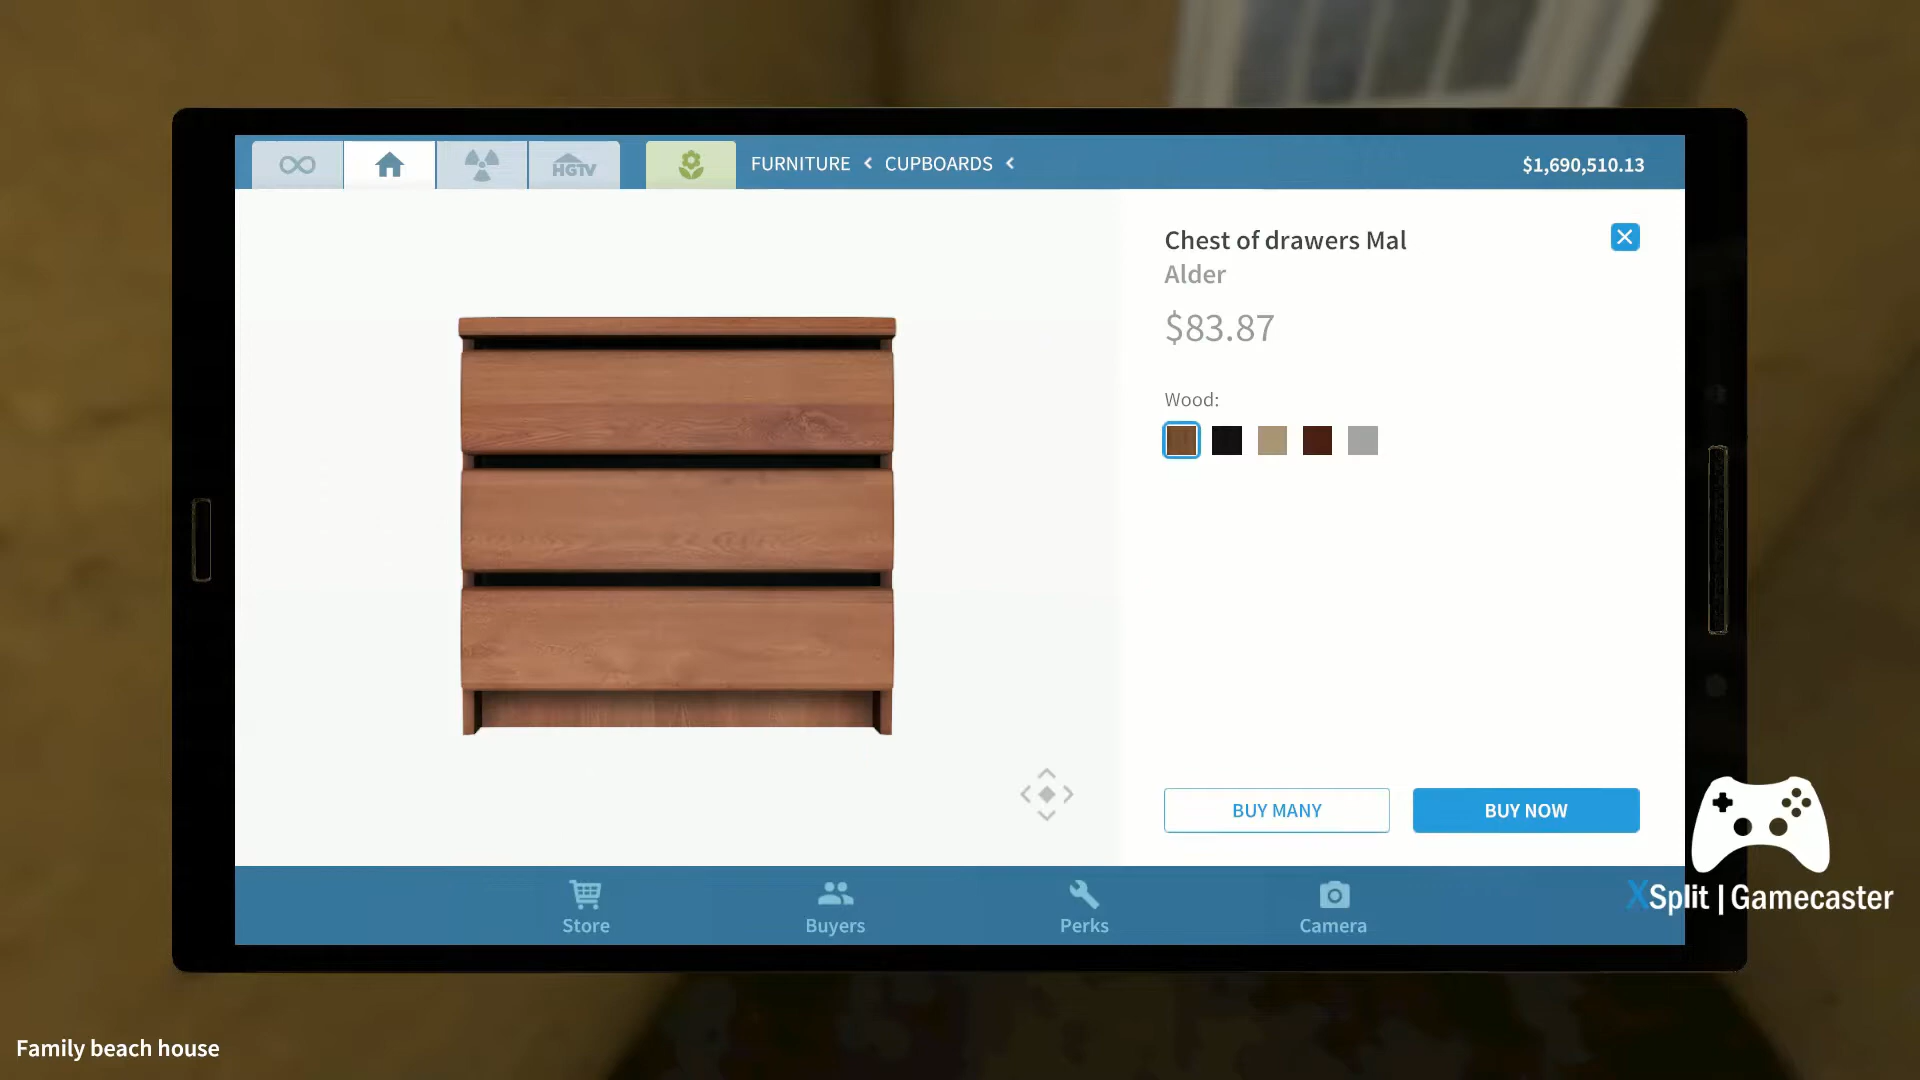 HGTV
FURNITURE < CUPBOARDS <
$1,690,510.13
Chest of drawers Mal
Alder
$83.87
Wood:
BUY MANY
BUY NOW
Store
Buyers
Perks
Camera
XSplit | Gamecaster
Family beach house